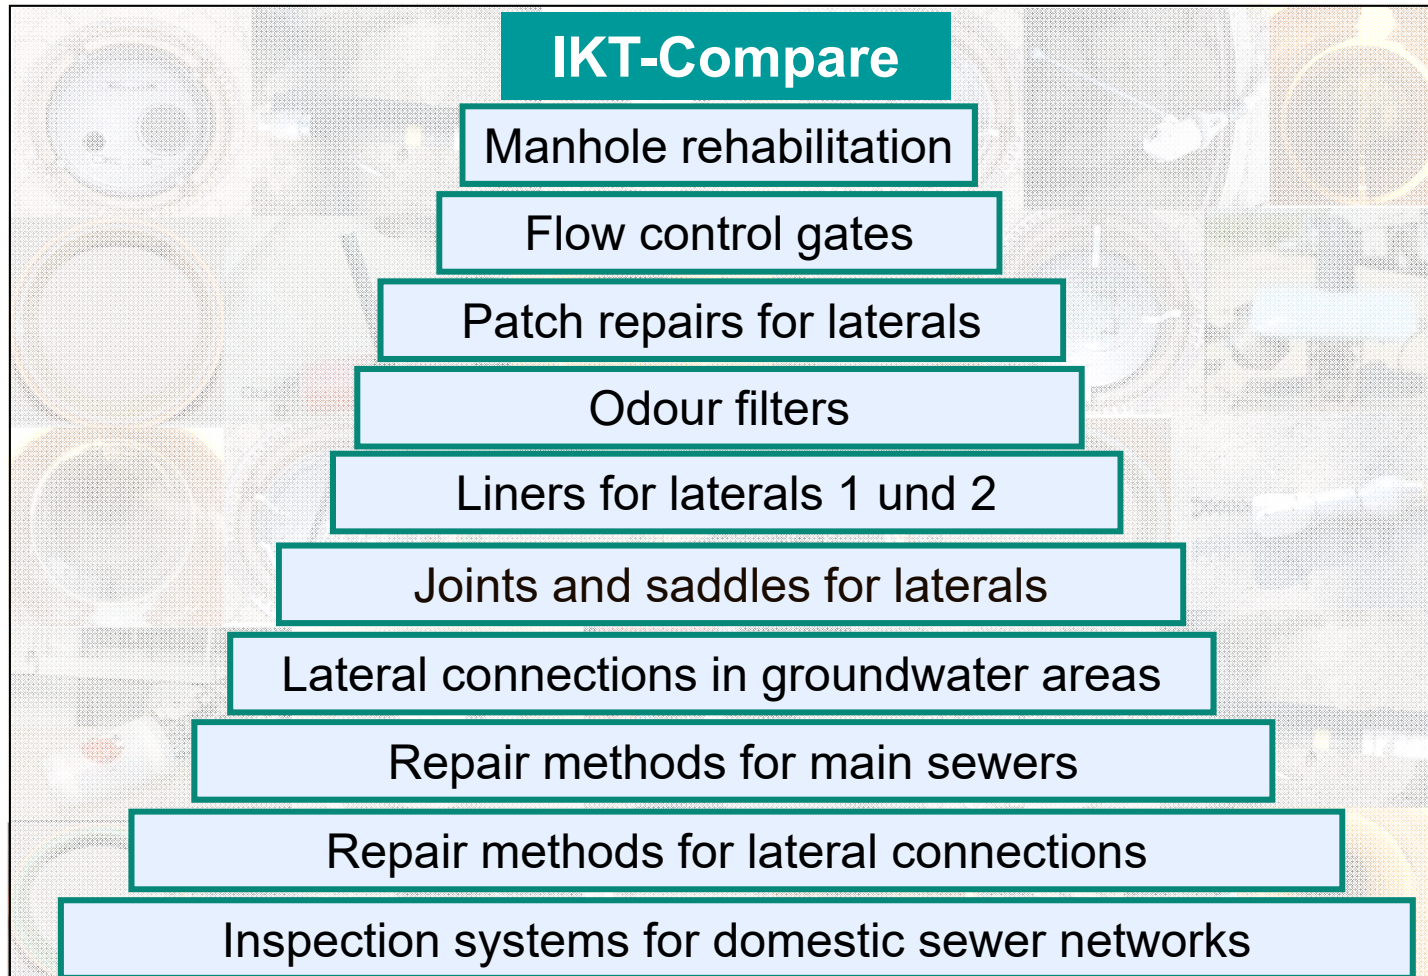 IKT-Compare
Manhole rehabilitation
Flow control gates
Patch repairs for laterals
Odour filters
Liners for laterals 1 und 2
Joints and saddles for laterals
Lateral connections in groundwater areas
Repair methods for main sewers
Repair methods for lateral connections
Inspection systems for domestic sewer networks